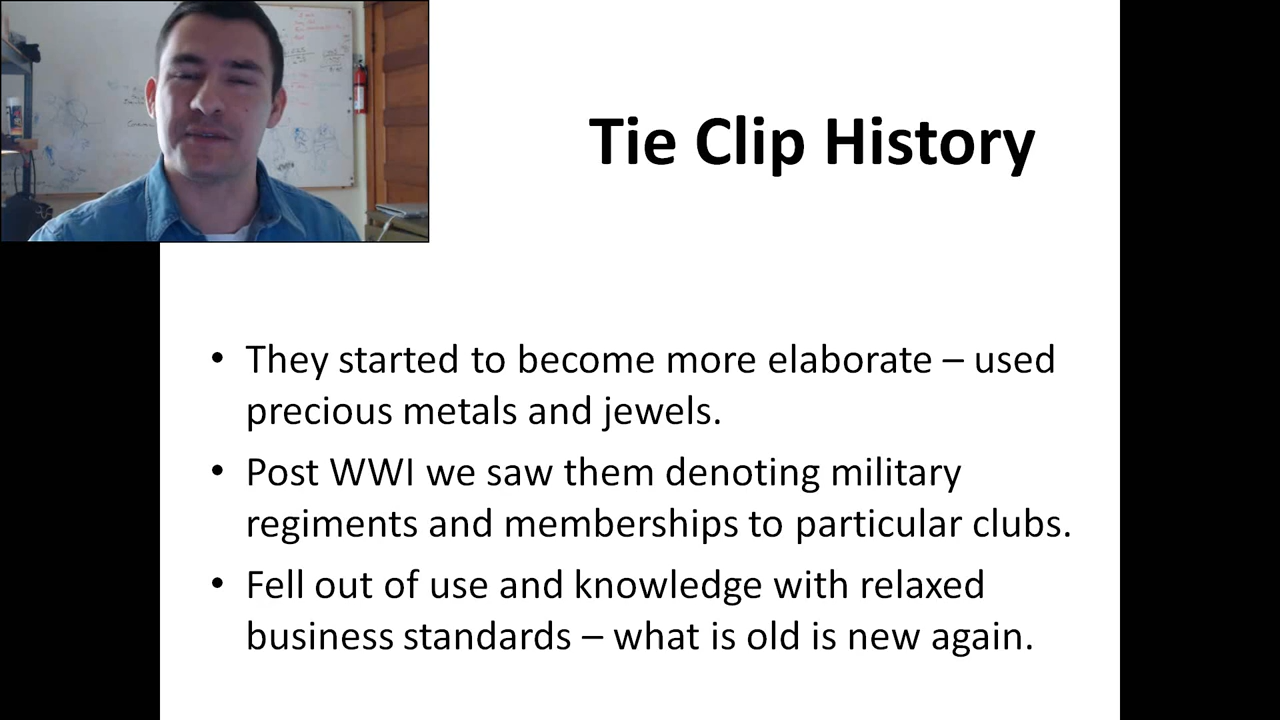 Tie Clip History
• They started to become more elaborate – used
precious metals and jewels.
• Post WWI we saw them denoting military
regiments and memberships to particular clubs.
• Fell out of use and knowledge with relaxed
business standards – what is old is new again.